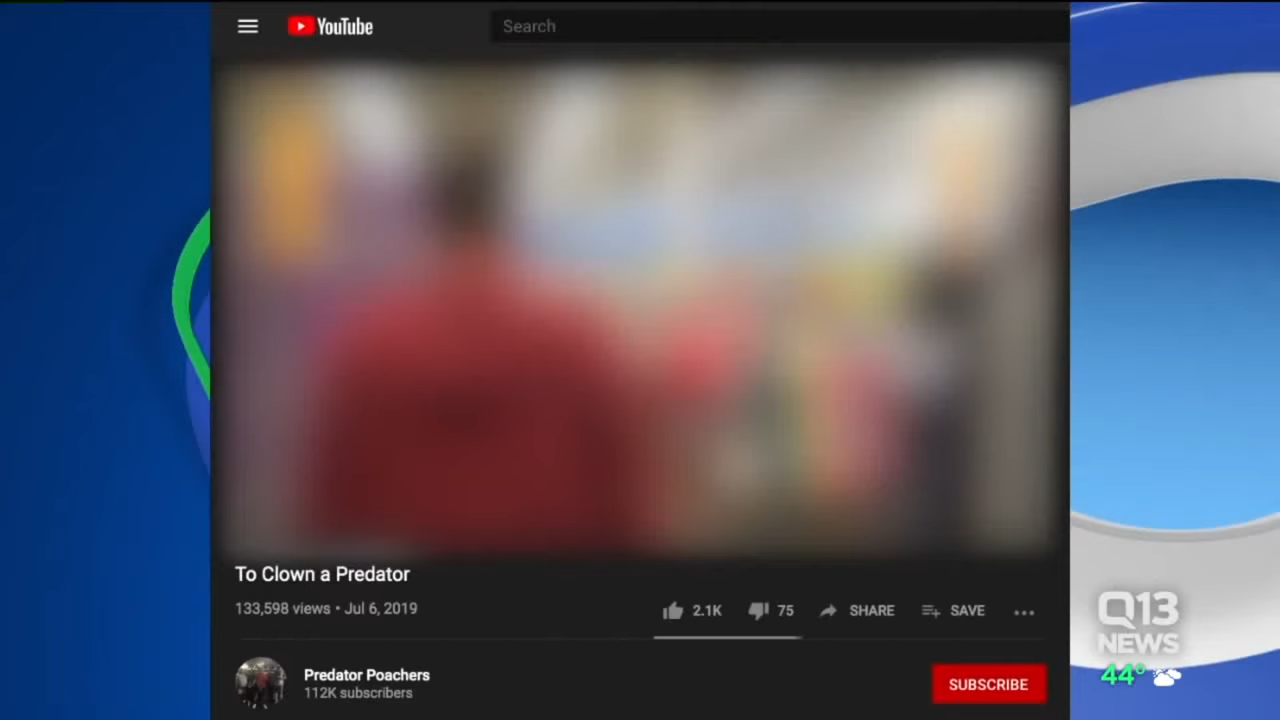 YouTube
Search
To Clown a Predator
133,598 views • Jul 6, 2019
2.1K
75
SHARE
SAVE
Predator Poachers
112K subscribers
SUBSCRIBE
Q13
NEWS
44°